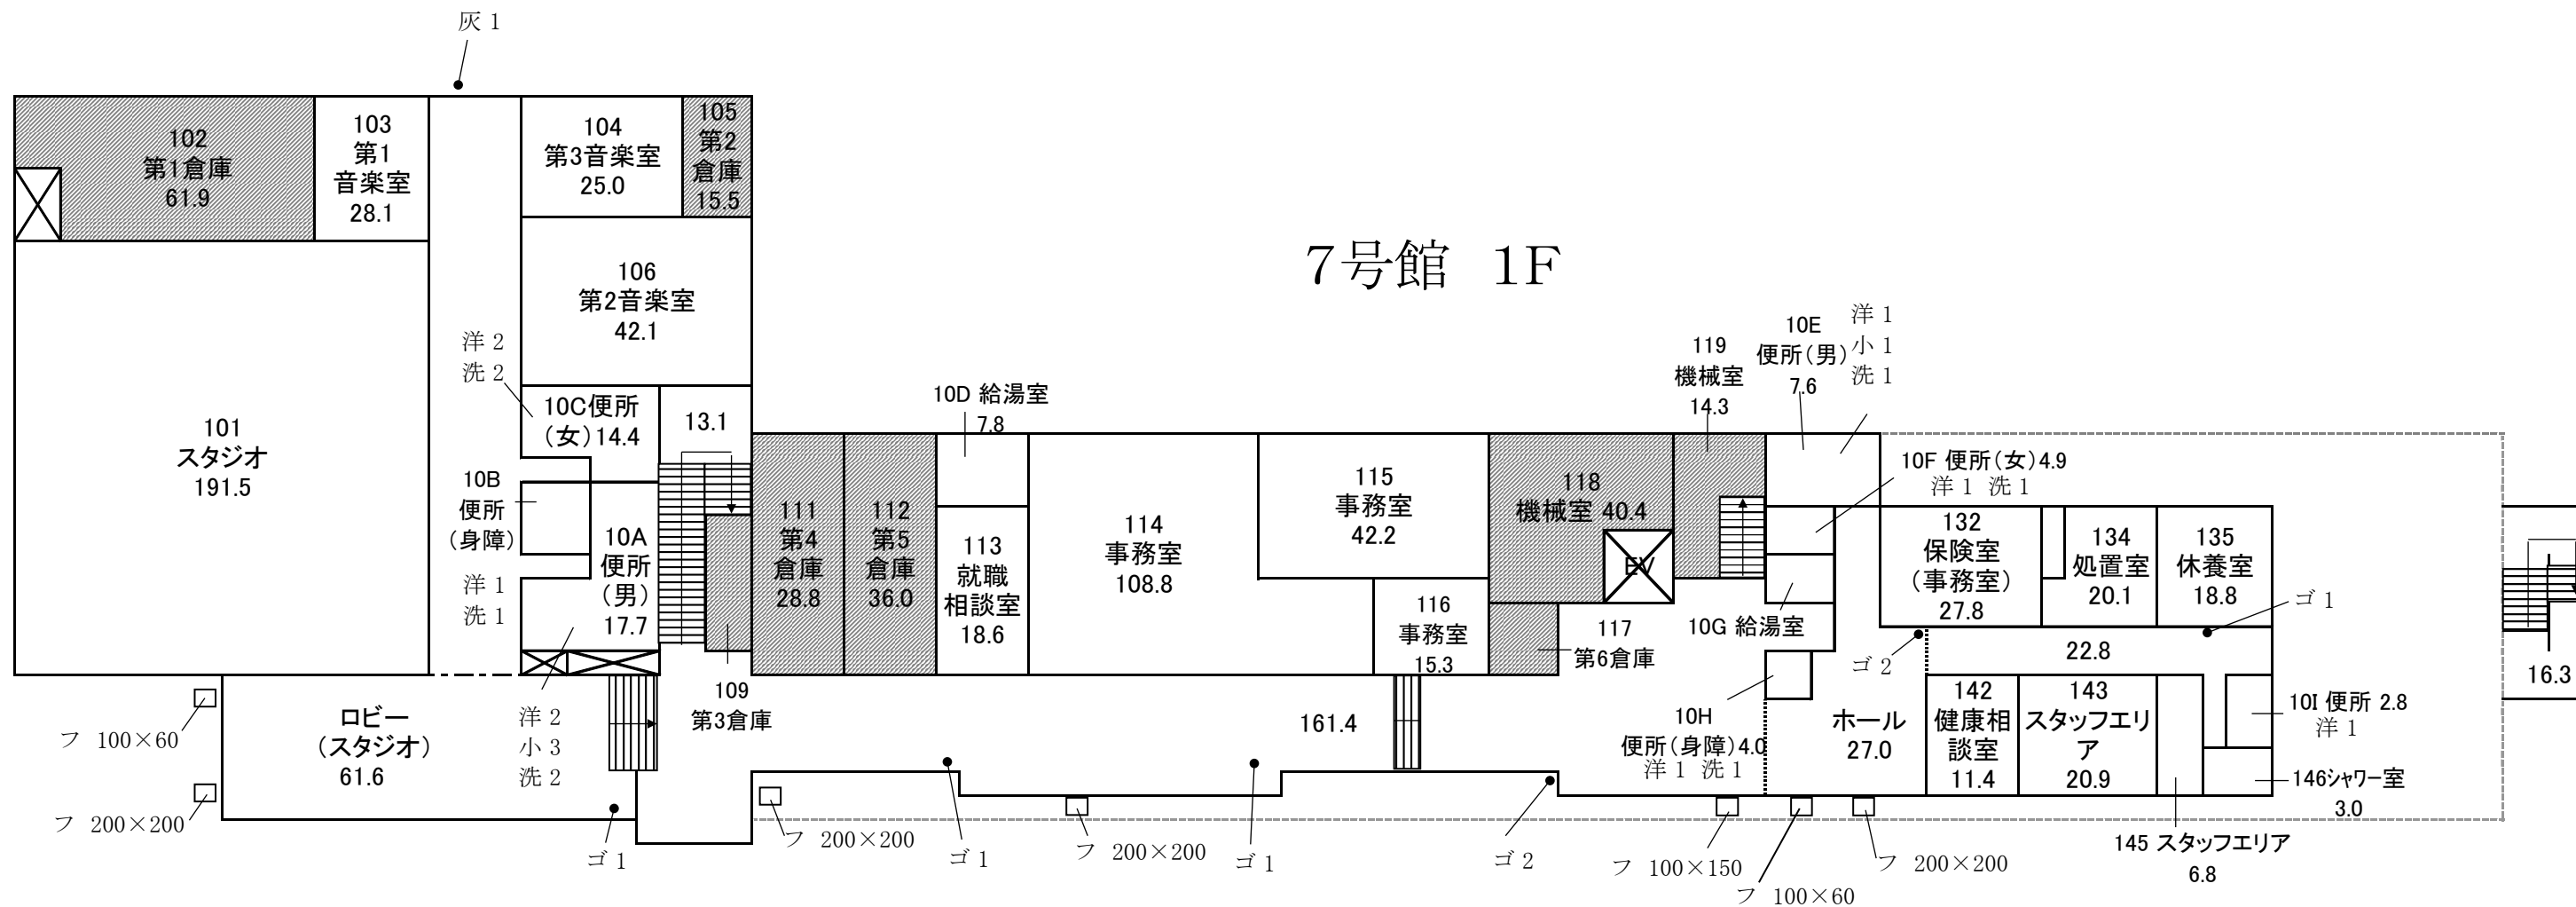 灰 1
7号館 1F
102
第1倉庫
61.9
103
第1
音楽室
28.1
104
第3音楽室
25.0
105
第2
倉庫
15.5
106
第2音楽室
42.1
101
スタジオ
191.5
洋 2
洗 2
10C便所
（女）14.4
13.1
10B
便所
（身障）
洋 1
洗 1
10A
便所
（男）
17.7
111
第4
倉庫
28.8
112
第5
倉庫
36.0
10D 給湯室
7.8
113
就職
相談室
18.6
114
事務室
108.8
115
事務室
42.2
116
事務室
15.3
118
機械室 40.4
EV
119
機械室
14.3
10E
便所（男）
7.6
洋 1
小 1
洗 1
10F 便所（女）4.9
洋 1 洗 1
117
第6倉庫
10G 給湯室
132
保険室
（事務室）
27.8
134
処置室
20.1
135
休養室
18.8
ゴ 1
ゴ 2
22.8
16.3
フ 100×60
フ 200×200
ロビー
（スタジオ）
61.6
洋 2
小 3
洗 2
109
第3倉庫
161.4
10H
便所（身障）4.0
洋 1 洗 1
ホール
27.0
142
健康相
談室
11.4
143
スタッフエリ
ア
20.9
10I 便所 2.8
洋 1
146シャワー室
3.0
145 スタッフエリア
6.8
ゴ 1
フ 200×200
ゴ 1
フ 200×200
ゴ 1
ゴ 2
フ 100×150
フ 100×60
フ 200×200